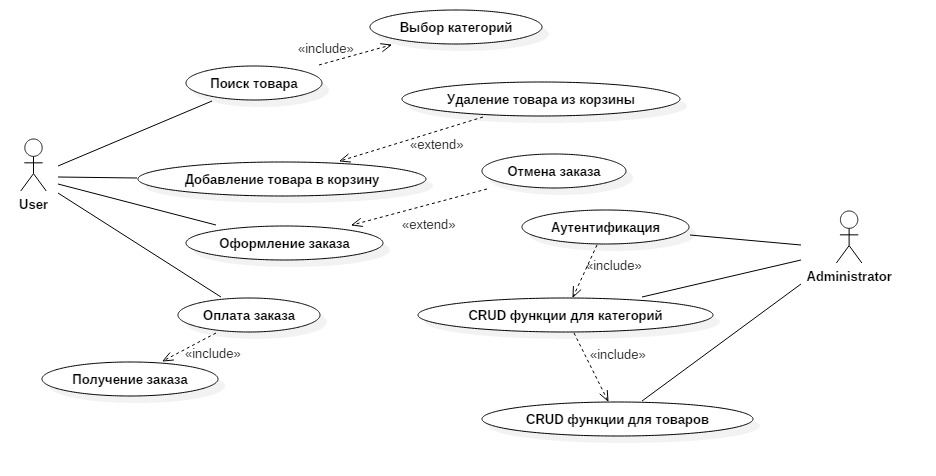 Выбор категорий
«include»
Поиск товара
Удаление товара из корзины
«extend»
Отмена заказа
Добавление товара в корзину
User
«extend»
Аутентификация
Оформление заказа
«include»
Administrator
Оплата заказа
CRUD функции для категорий
«include»
«include»
Получение заказа
CRUD функции для товаров